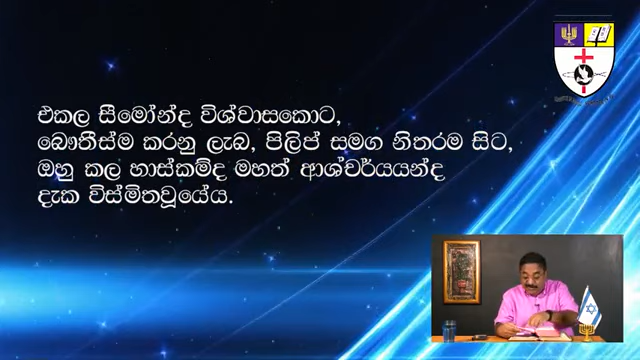 එකල සීමෝන්ද විශ්වාසකොට,
බෞතීස්ම කරනු ලැබ, පිලිප් සමග නිතරම සිට,
ඔහු කල හාස්කම්ද මහත් ආශ්චර්යයන්ද
දැක විස්මිතවූයේය.